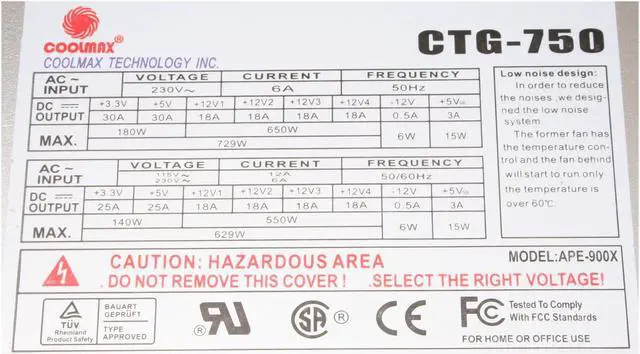 COOLMAX®
COOLMAX TECHNOLOGY INC.
CTG-750
AC ~ INPUT VOLTAGE CURRENT FREQUENCY
230V~ 6A 50Hz
DC OUTPUT +3.3V +5V +12V1 +12V2 +12V3 +12V4 -12V +5VSB
30A 30A 18A 18A 18A 18A 0.5A 3A
MAX. 180W 650W 6W 15W
729W
AC ~ INPUT VOLTAGE CURRENT FREQUENCY
115V~ 230V~ 12A 6A 50/60Hz
DC OUTPUT +3.3V +5V +12V1 +12V2 +12V3 +12V4 -12V +5VSB
25A 25A 18A 18A 18A 18A 0.5A 3A
MAX. 140W 550W 6W 15W
629W
Low noise design:
In order to reduce
the noises ,we desig-
ned the low noise
system
The former fan has
the temperature con-
trol and the fan behind
will start to run only
the temperature is
over 60℃.
CAUTION: HAZARDOUS AREA
. DO NOT REMOVE THIS COVER! .SELECT THE RIGHT VOLTAGE!
MODEL:APE-900X
TÜV
Rheinland
Product Safety
BAUART
GEPRÜFT
TYPE
APPROVED
RU
SA
CE
FC
Tested To Comply
With FCC Standards
FOR HOME OR OFFICE USE